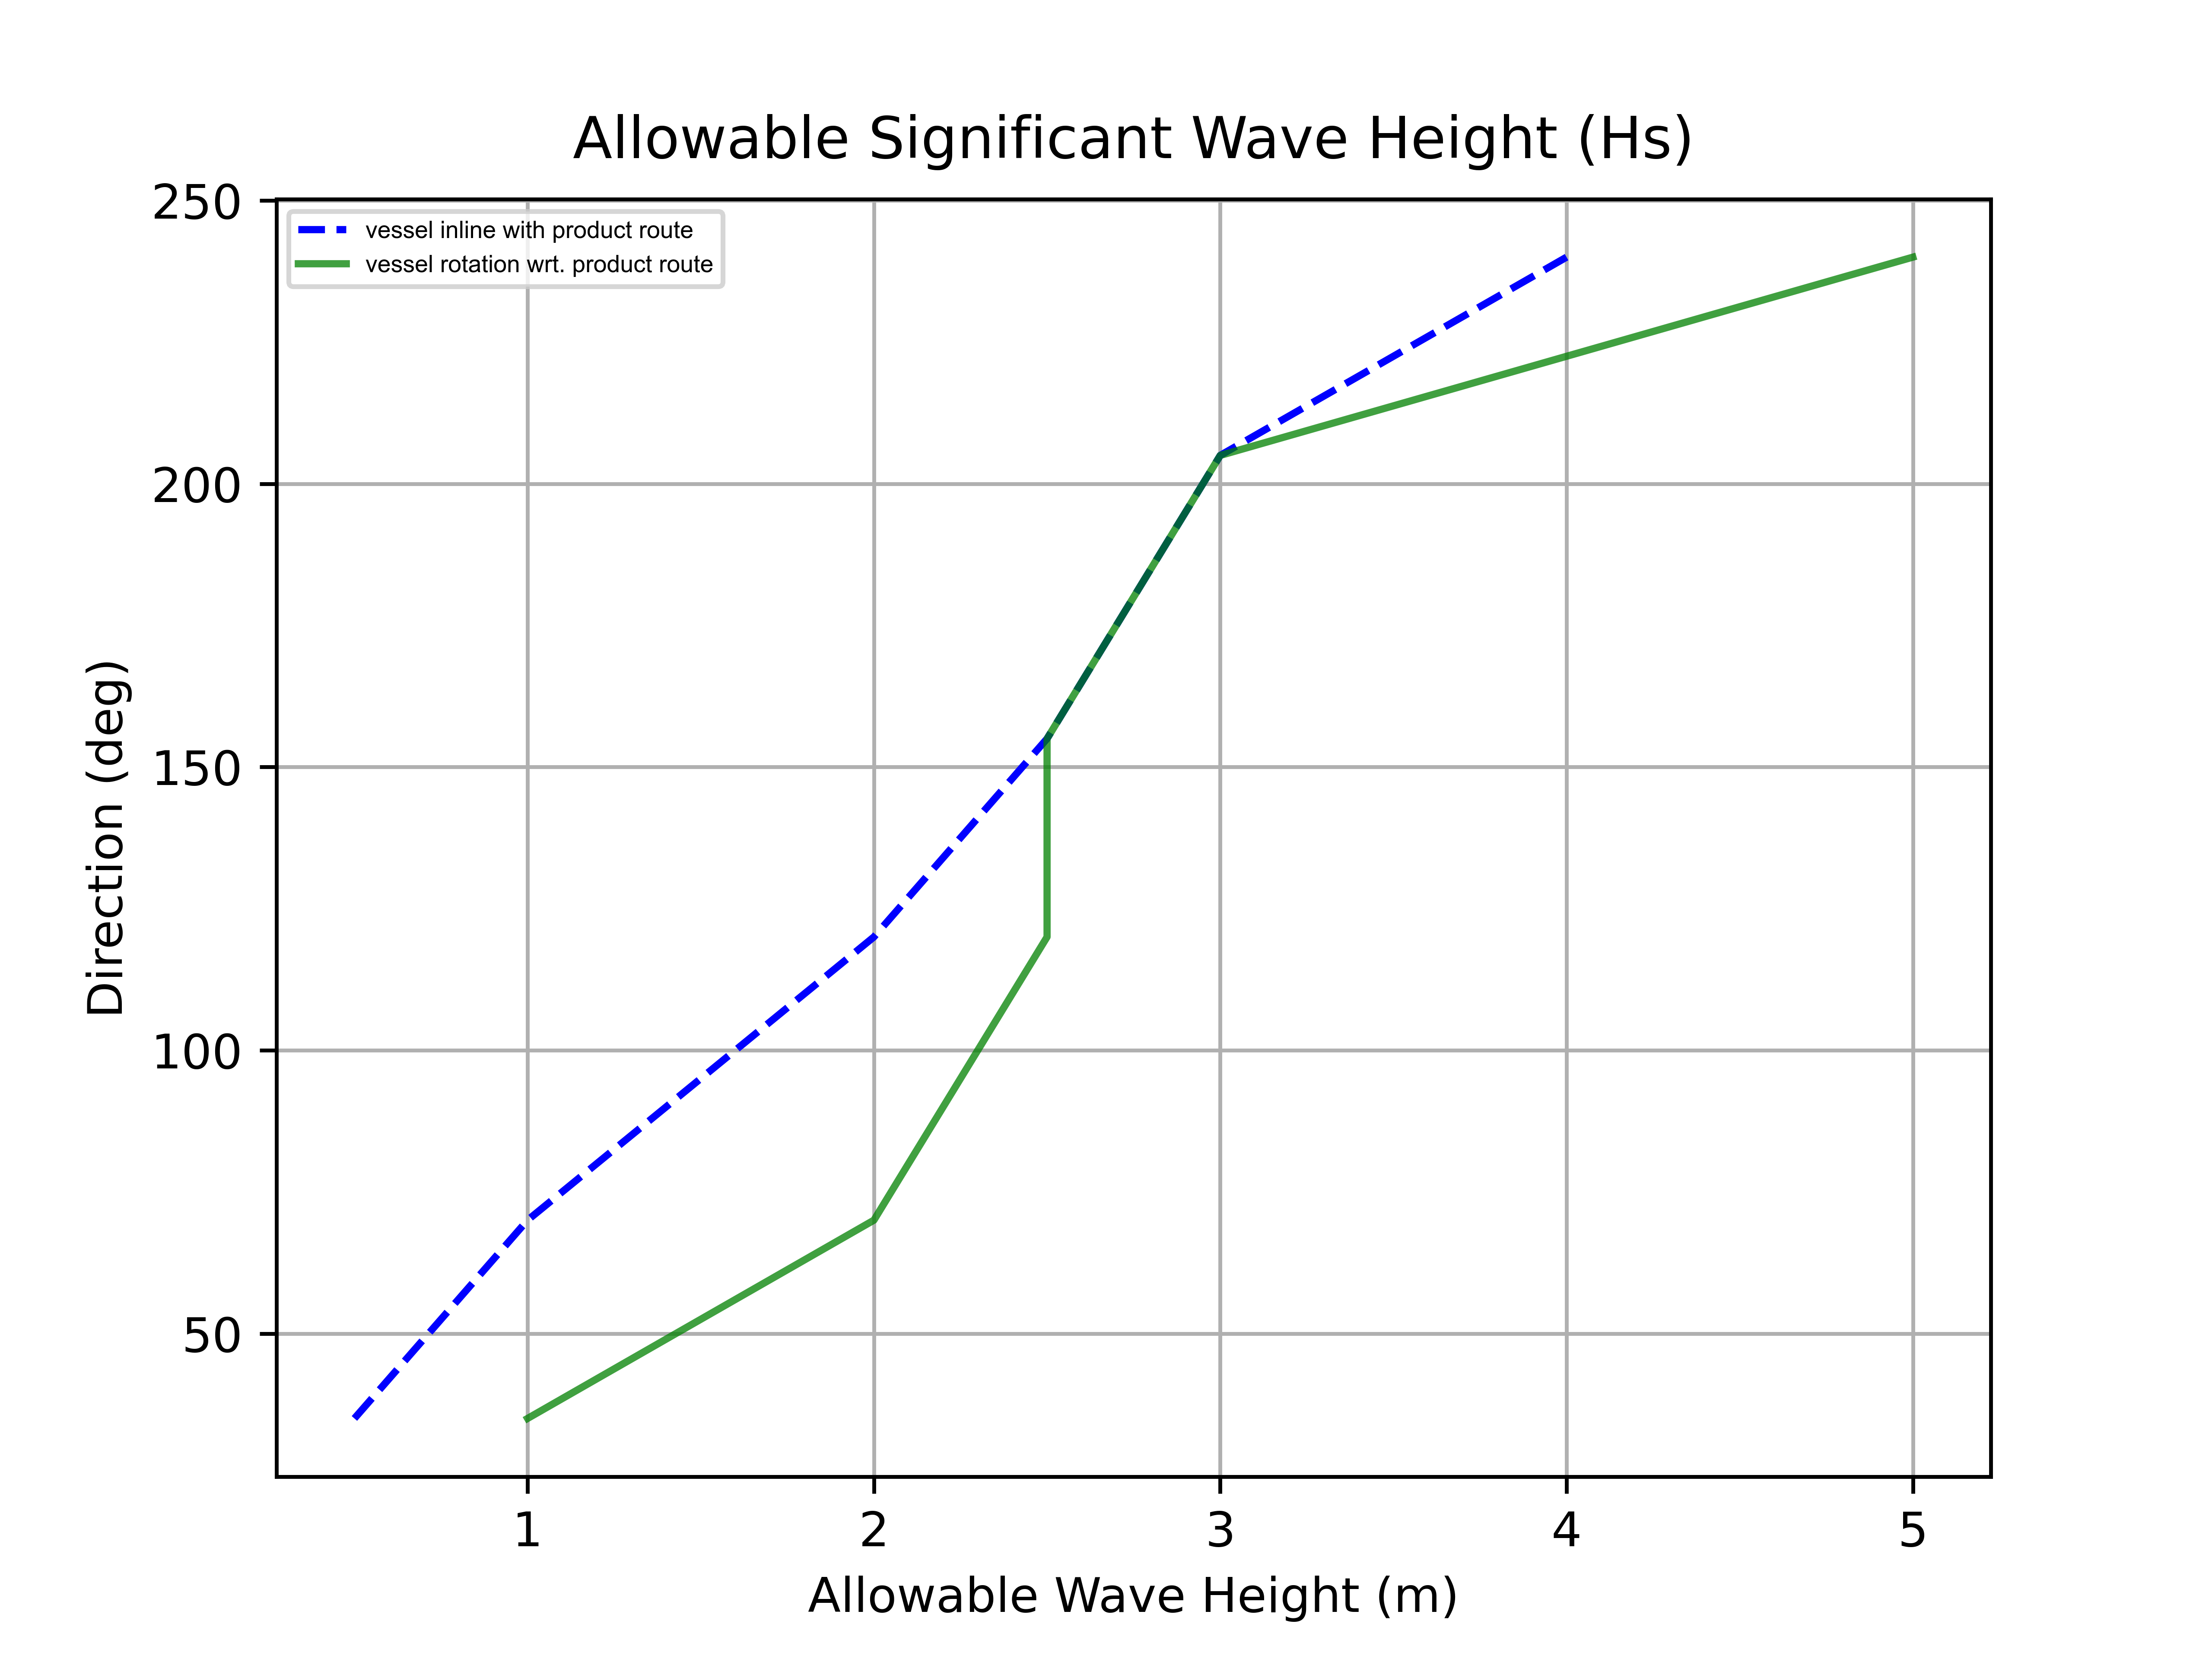 Allowable Significant Wave Height (Hs)
vessel inline with product route
vessel rotation wrt. product route
Direction (deg)
250
200
150
100
50
1 2 3 4 5
Allowable Wave Height (m)